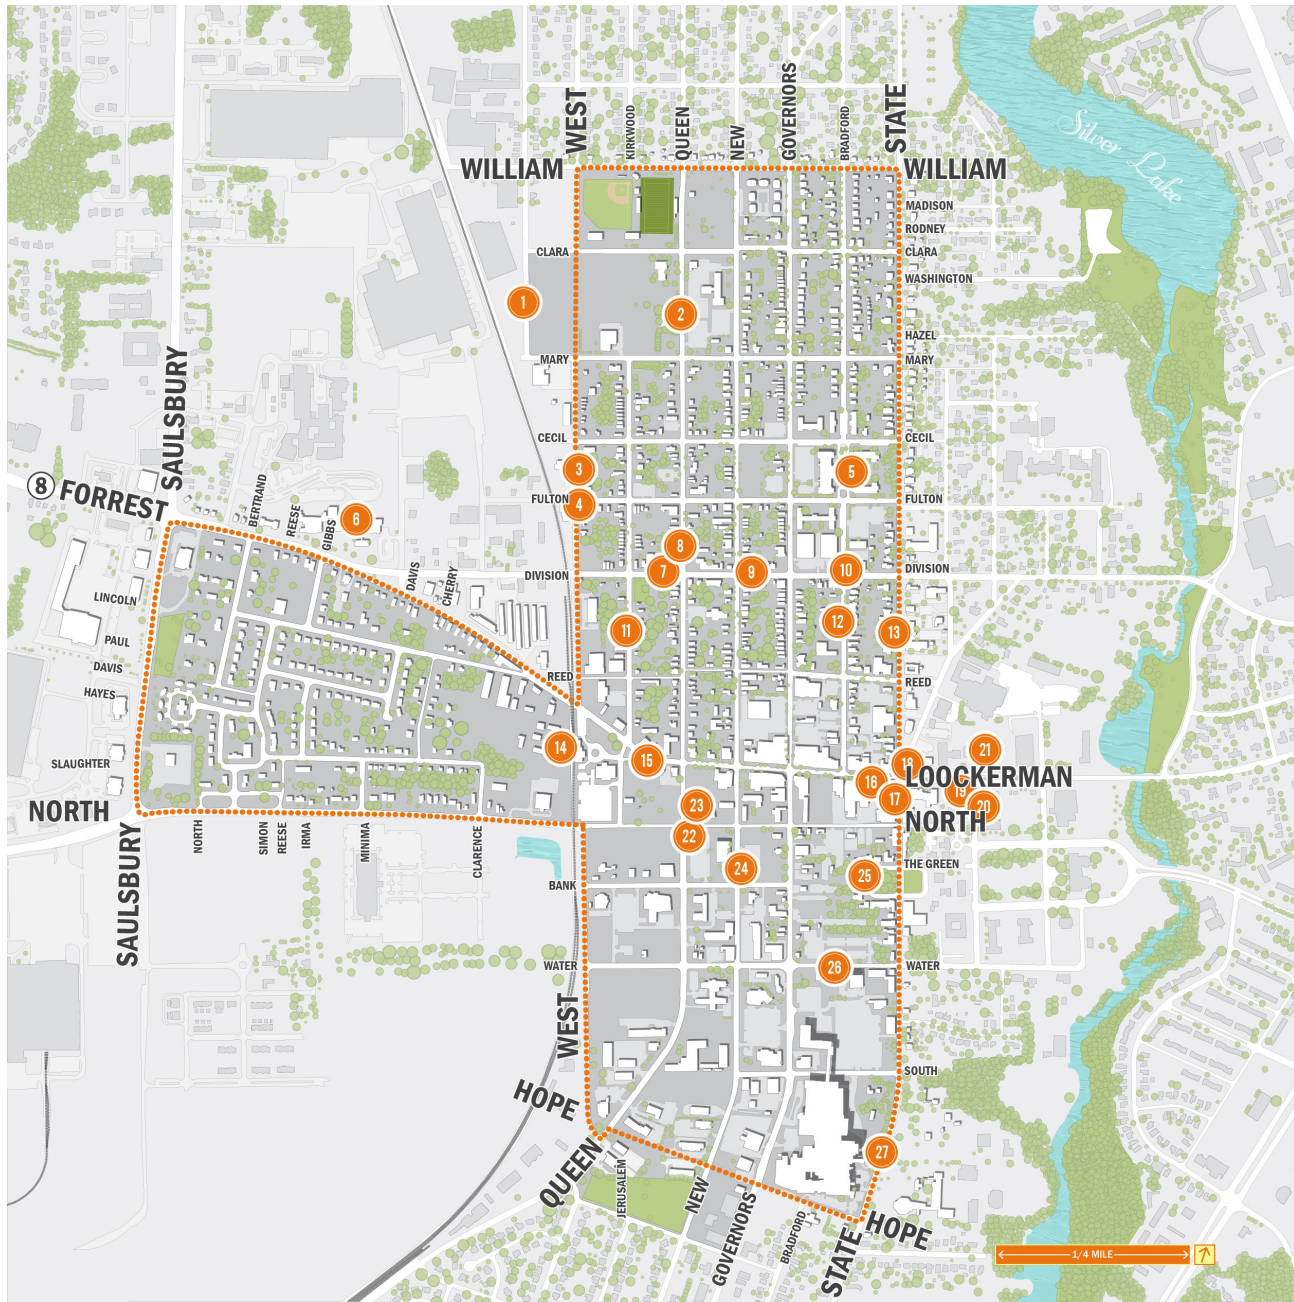 WEST
KIRKWOOD
QUEEN
NEW
GOVERNORS
BRADFORD
STATE
Silver Lake
WILLIAM
WILLIAM
MADISON
RODNEY
CLARA
CLARA
WASHINGTON
1
2
HAZEL
MARY
MARY
SAULSBURY
CECIL
CECIL
3
5
8
FORREST
BERTRAND
REESE
GIBBS
6
FULTON
4
FULTON
8
7
9
10
DIVISION
DIVISION
DAVIS
CHERRY
LINCOLN
11
12
13
PAUL
DAVIS
REED
REED
HAYES
14
15
21
18
SLAUGHTER
16
LOOCKERMAN
17
19
20
NORTH
23
NORTH
22
SAULSBURY
NORTH
SIMON
REESE
IRMA
MINIMA
CLARENCE
24
25
THE GREEN
BANK
WATER
26
WATER
WEST
SOUTH
HOPE
27
QUEEN
JERUSALEM
NEW
GOVERNORS
BRADFORD
STATE
HOPE
1/4 MILE